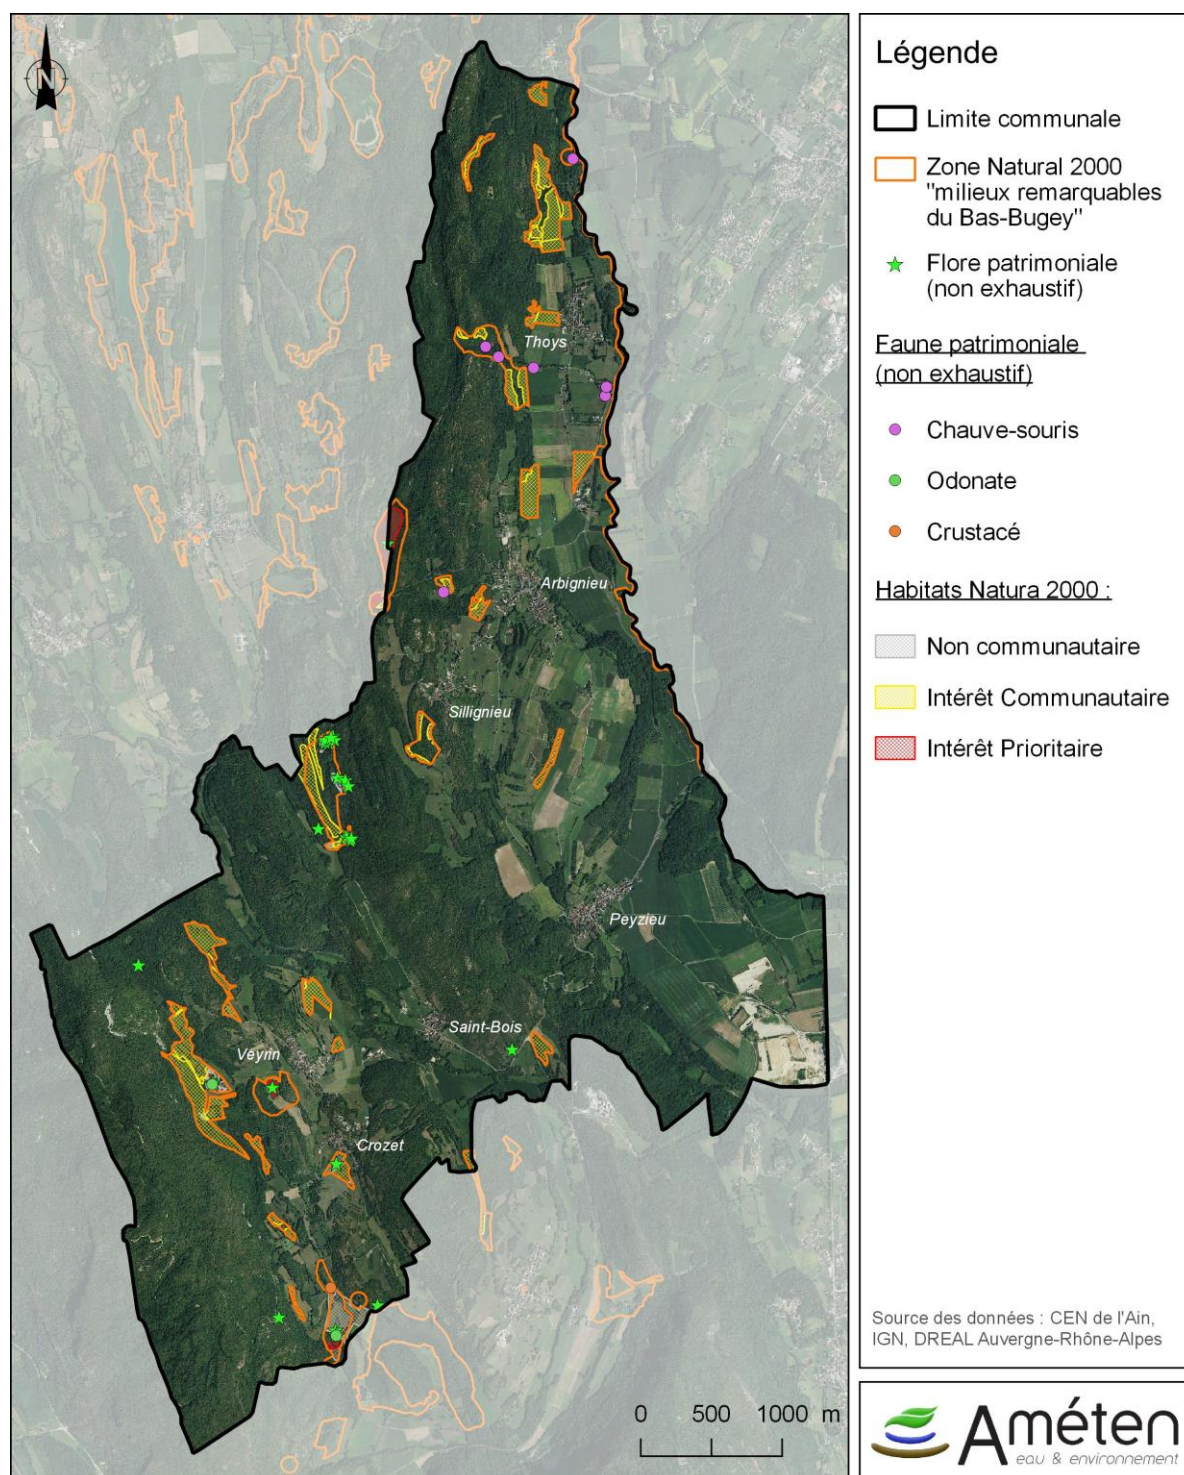 N
Thoys
Arbignieu
Sillignieu
Peyzieu
Saint-Bois
Veyrin
Crozet
0 500 1000 m
Légende
Limite communale
Zone Natural 2000
"milieux remarquables
du Bas-Bugey"
Flore patrimoniale
(non exhaustif)
Faune patrimoniale
(non exhaustif)
Chauve-souris
Odonate
Crustacé
Habitats Natura 2000 :
Non communautaire
Intérêt Communautaire
Intérêt Prioritaire
Source des données : CEN de l'Ain,
IGN, DREAL Auvergne-Rhône-Alpes
Améten
eau & environnement